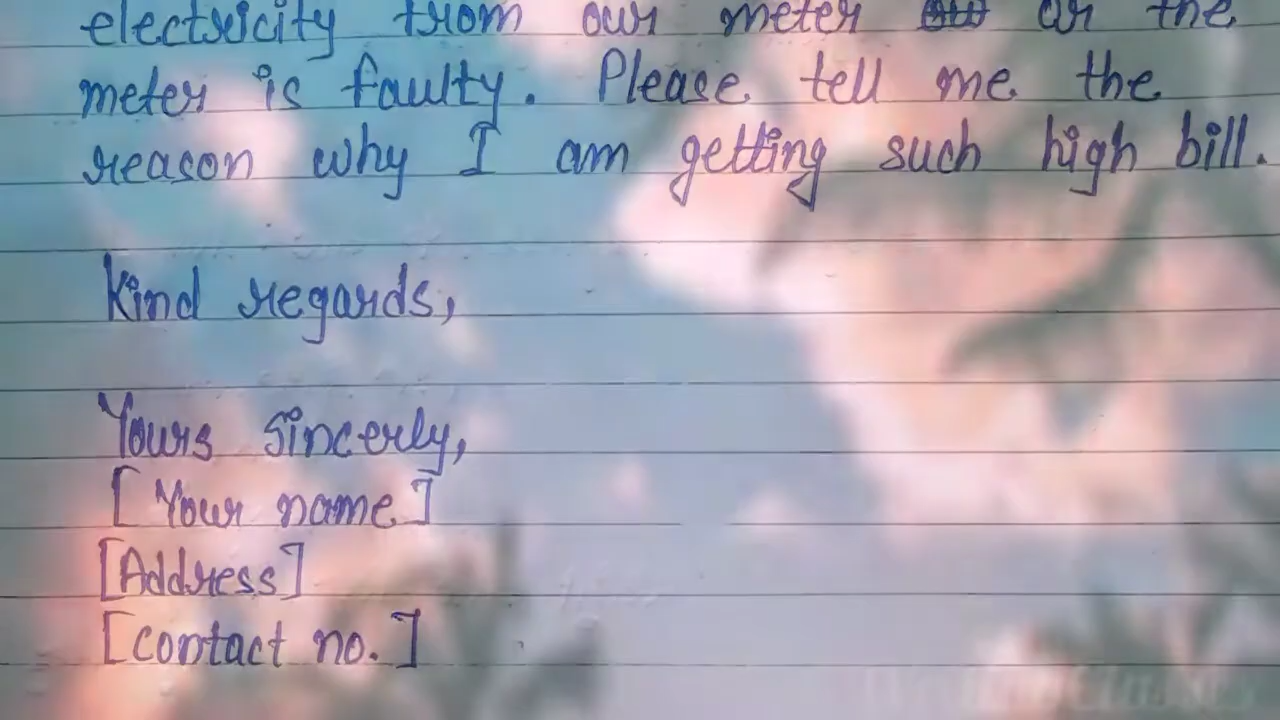 electricity from our meter or the
meter is faulty. Please tell me the
reason why I am getting such high bill.
Kind regards,
Yours Sincerly,
[Your name]
[Address]
[contact no.]